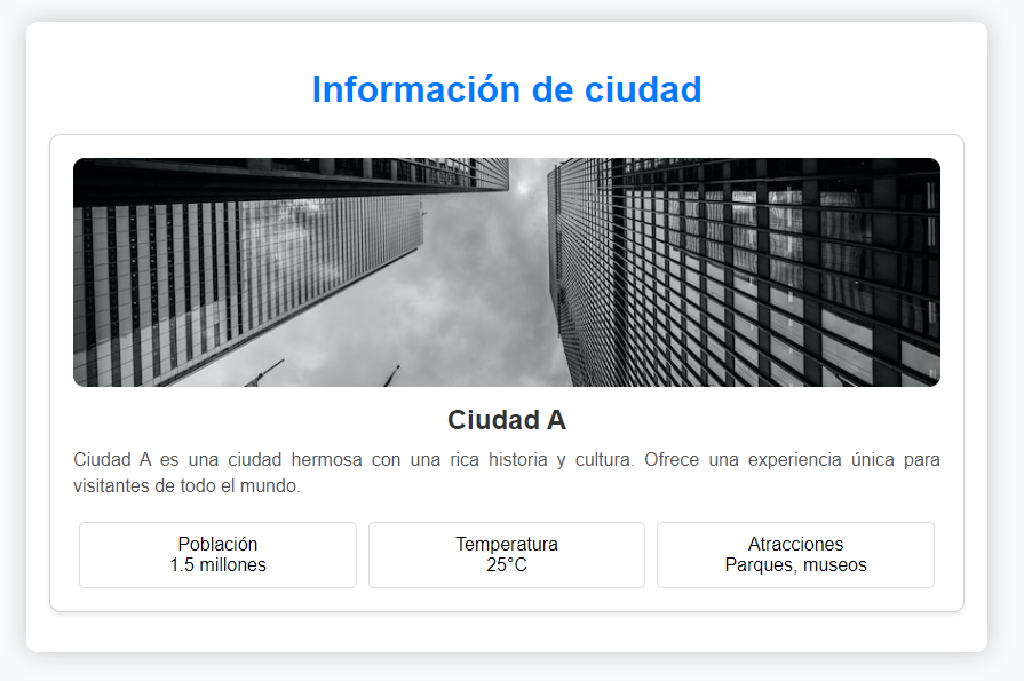 Información de ciudad
Ciudad A
Ciudad A es una ciudad hermosa con una rica historia y cultura. Ofrece una experiencia única para
visitantes de todo el mundo.
Población
1.5 millones
Temperatura
25°C
Atracciones
Parques, museos